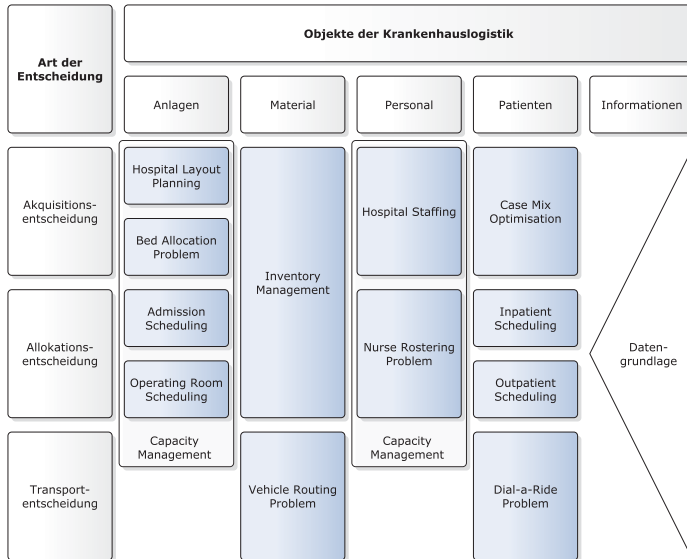 Art der
Entscheidung
Objekte der Krankenhauslogistik
Anlagen
Material
Personal
Patienten
Informationen
Akquisitions-
entscheidung
Hospital Layout
Planning
Bed Allocation
Problem
Inventory
Management
Hospital Staffing
Case Mix
Optimisation
Allokations-
entscheidung
Admission
Scheduling
Operating Room
Scheduling
Nurse Rostering
Problem
Inpatient
Scheduling
Outpatient
Scheduling
Daten-
grundlage
Capacity
Management
Capacity
Management
Transport-
entscheidung
Vehicle Routing
Problem
Dial-a-Ride
Problem